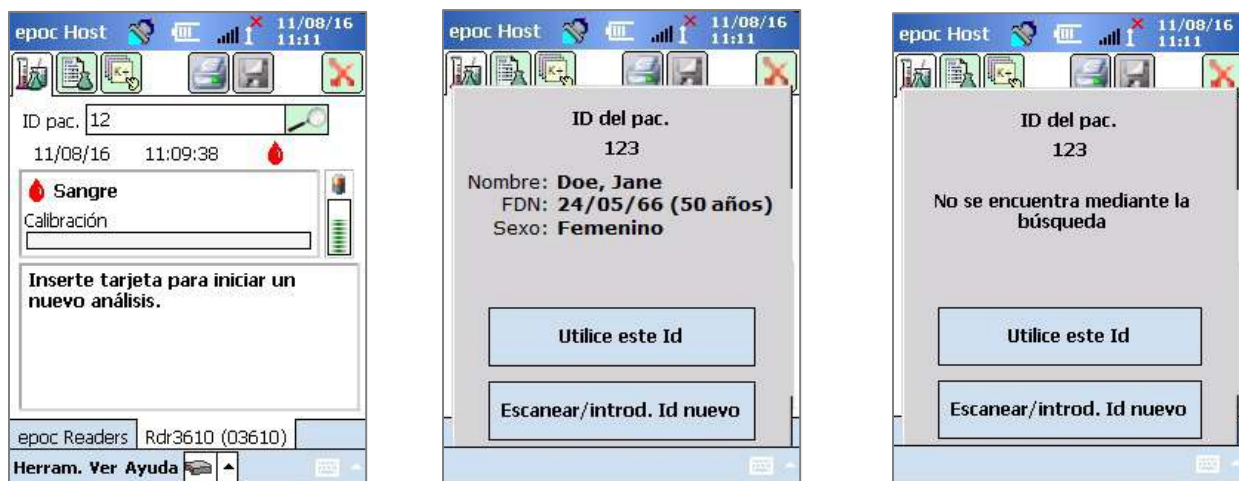 epoc Host 11/08/16
11:11
ID pac. 12
11/08/16 11:09:38
Sangre
Calibración
Inserte tarjeta para iniciar un
nuevo análisis.
epoc Readers Rdr3610 (03610)
Herram. Ver Ayuda
epoc Host 11/08/16
11:11
K+
ID del pac.
123
Nombre: Doe, Jane
FDN: 24/05/66 (50 años)
Sexo: Femenino
Utilice este Id
Escanear/introd. Id nuevo
epoc Host 11/08/16
11:11
K+
ID del pac.
123
No se encuentra mediante la
búsqueda
Utilice este Id
Escanear/introd. Id nuevo